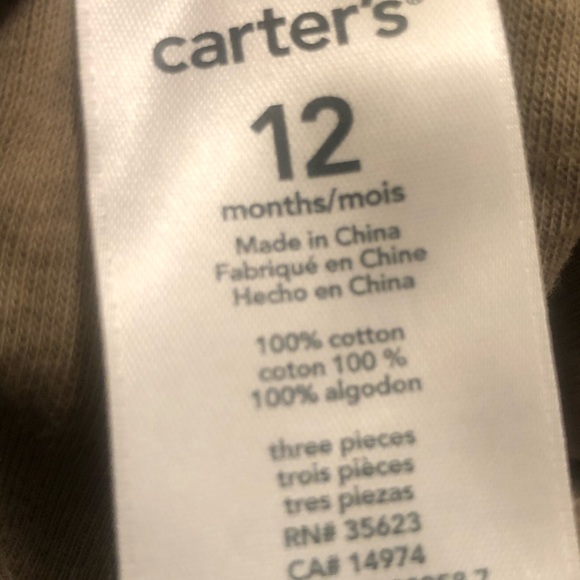 carter's®
12
months/mois
Made in China
Fabriqué en Chine
Hecho en China
100% cotton
coton 100 %
100% algodon
three pieces
trois pièces
tres piezas
RN# 35623
CA# 14974